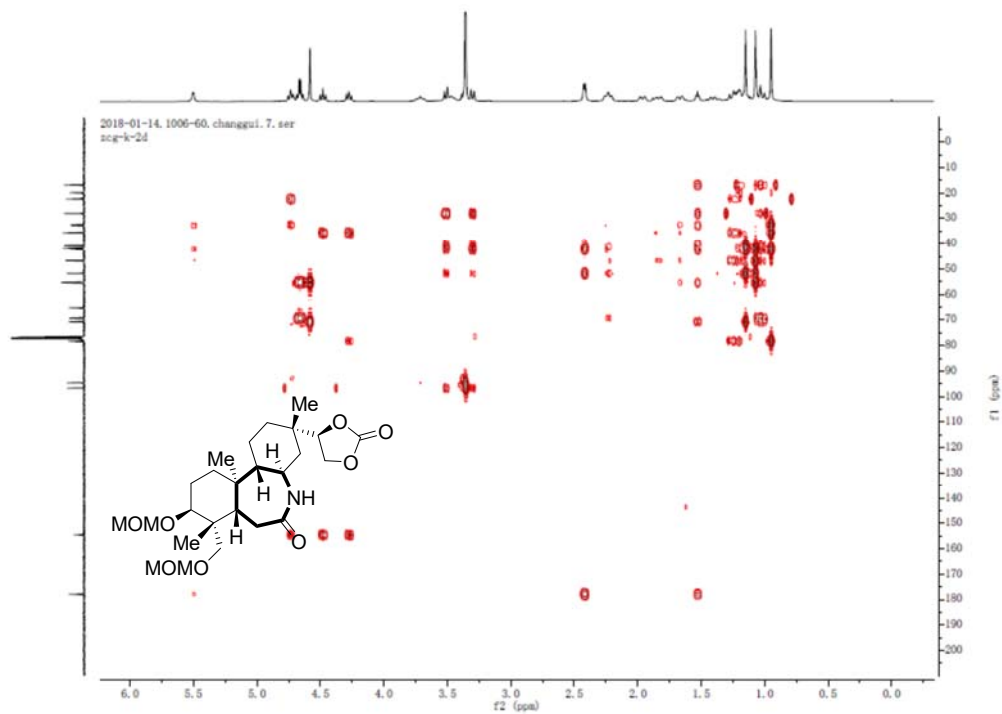 2018-01-14.1006-60.changgui.7.ser
zcg-k-2d
0
10
20
30
40
50
60
70
80
90
100
110
120
130
140
150
160
170
180
190
200
f1 (ppm)
Me
O
O
O
H
Me
H
NH
MOMO
Me
H
O
MOMO
6.0 5.5 5.0 4.5 4.0 3.5 3.0 2.5 2.0 1.5 1.0 0.5 0.0
f2 (ppm)